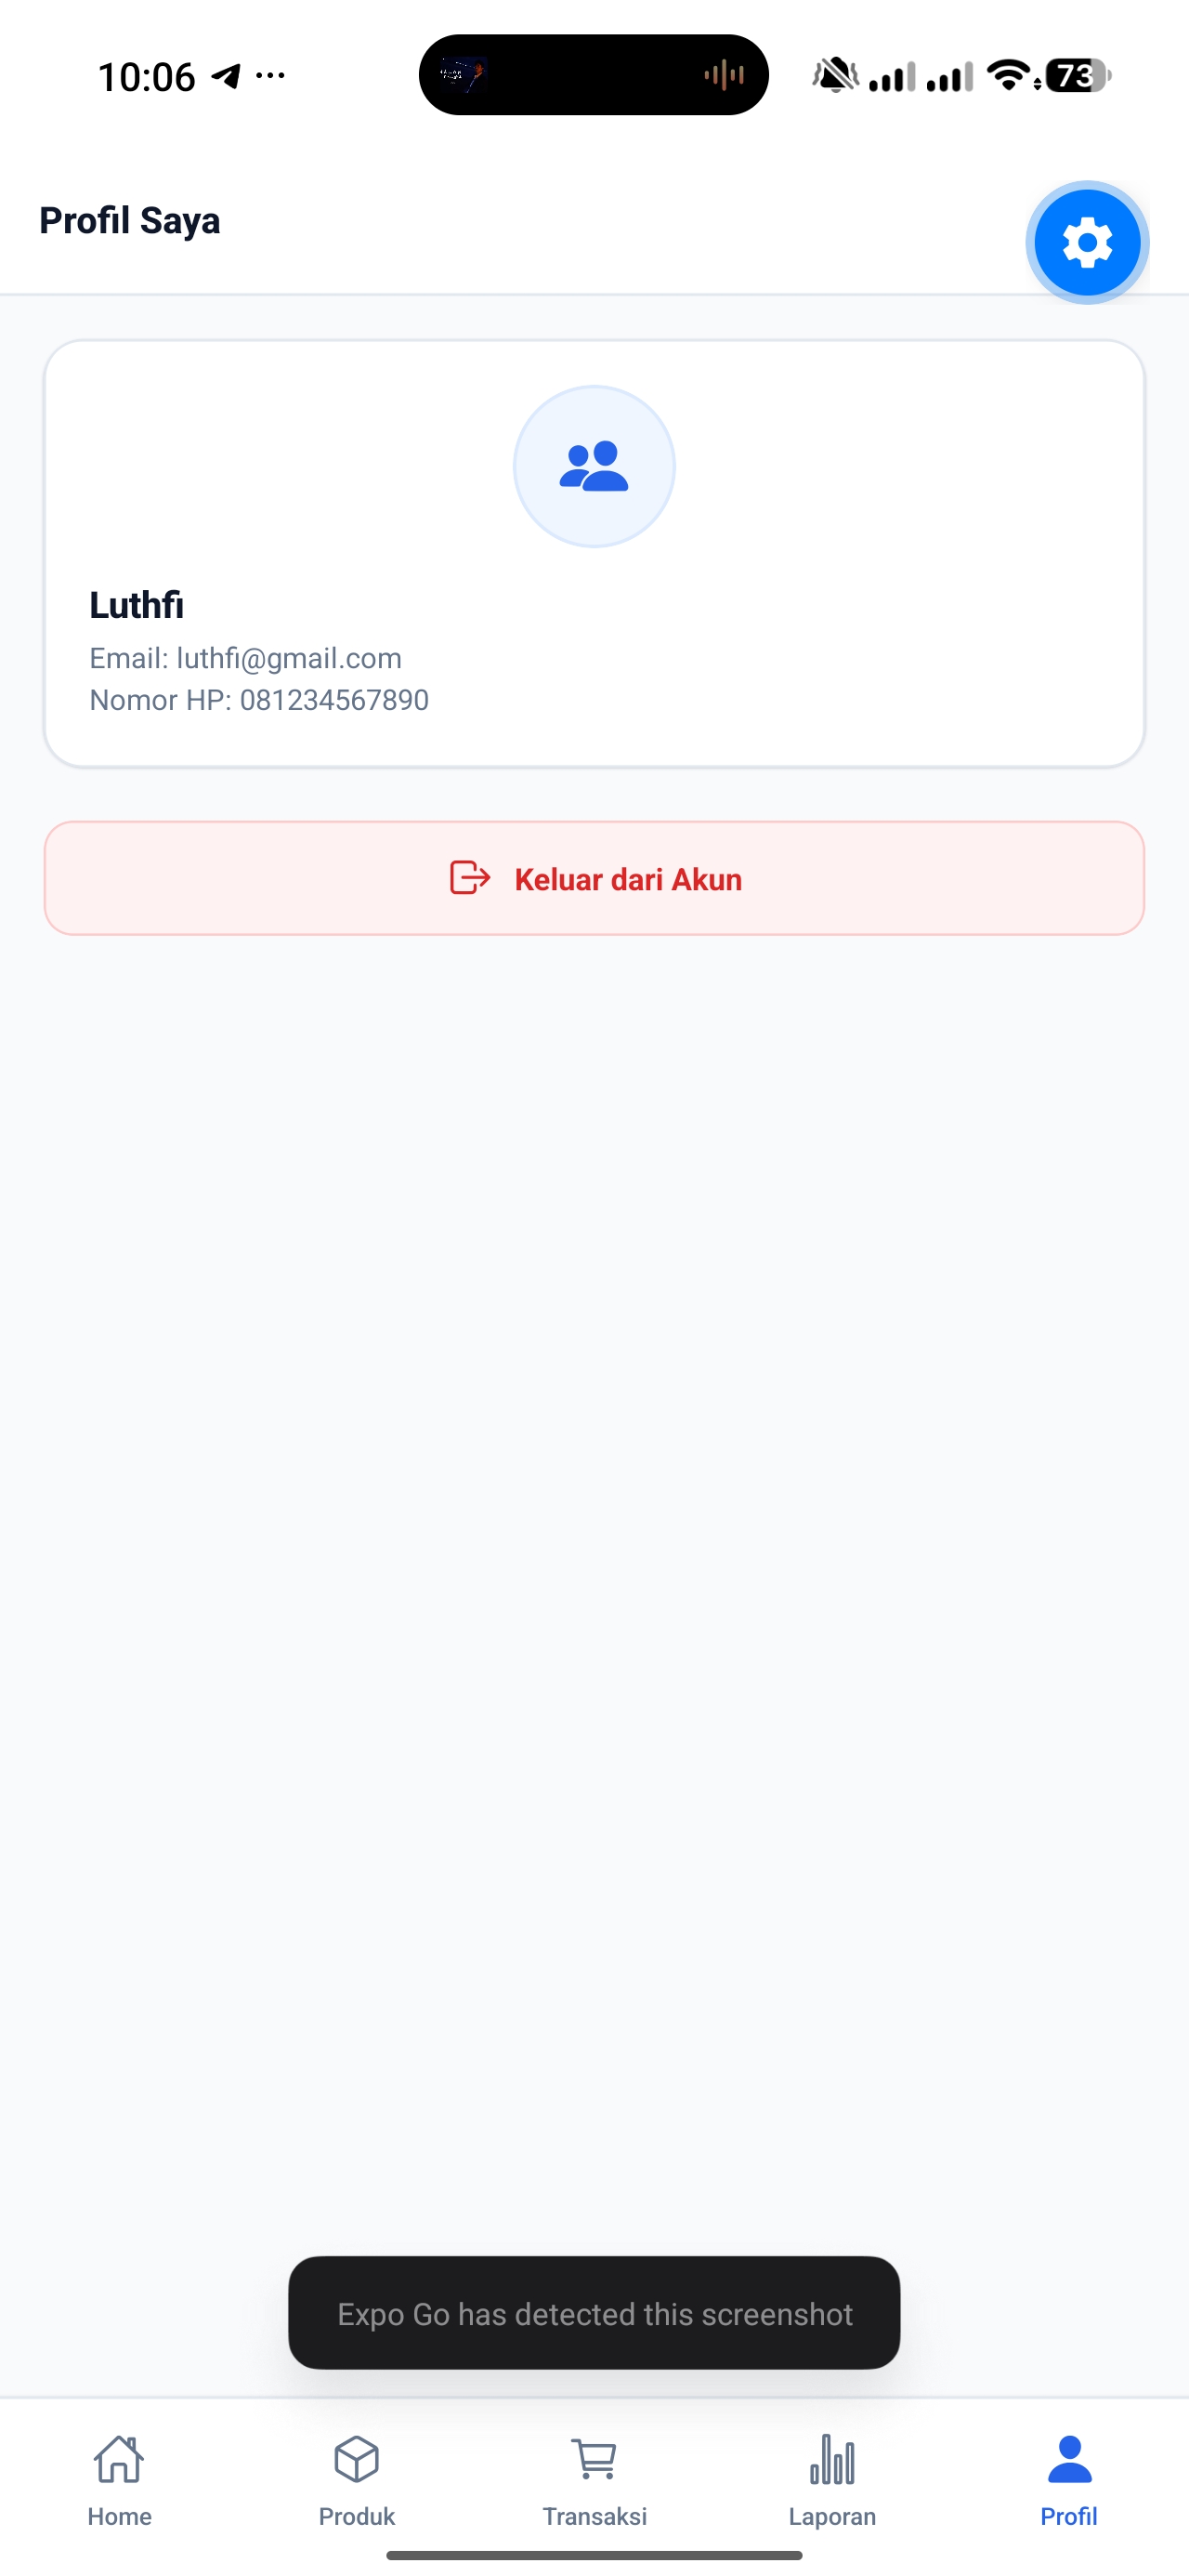 10:06
73
Profil Saya
Luthfi
Email: luthfi@gmail.com
Nomor HP: 081234567890
Keluar dari Akun
Expo Go has detected this screenshot
Home
Produk
Transaksi
Laporan
Profil